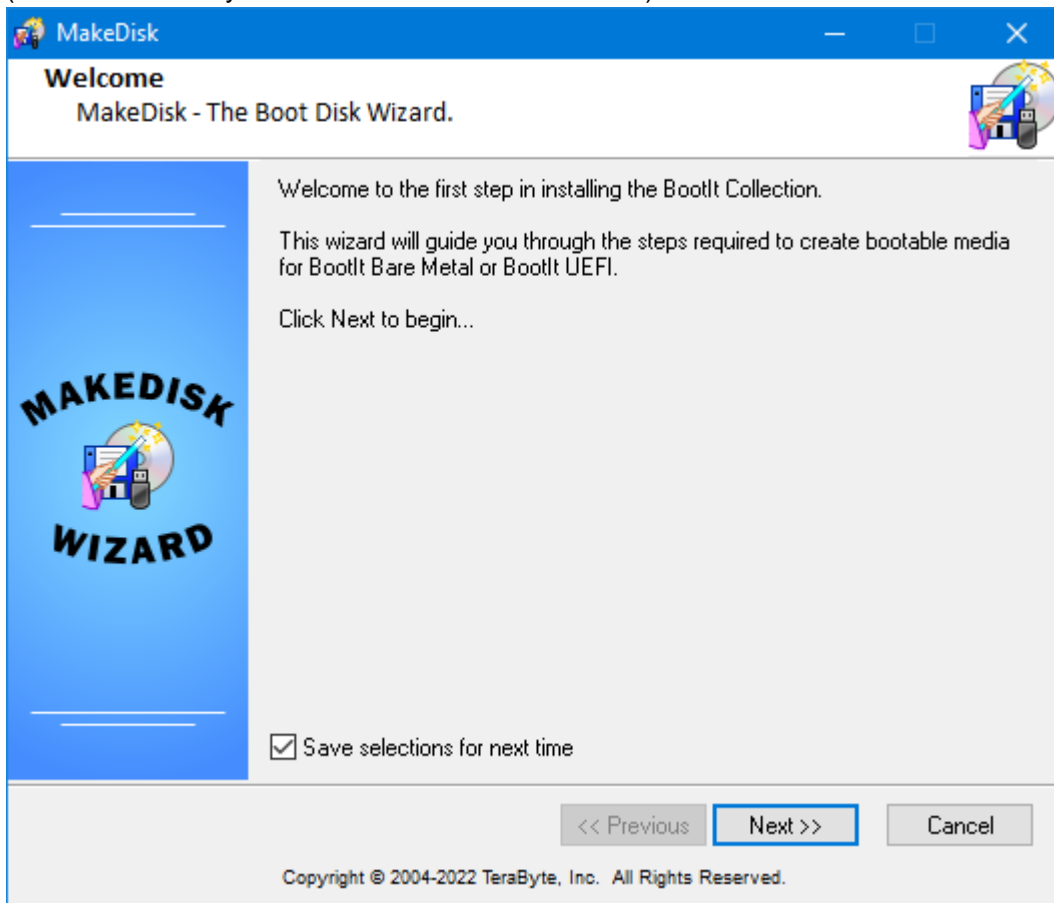 MakeDisk
Welcome
MakeDisk - The Boot Disk Wizard.
Welcome to the first step in installing the BootIt Collection.
This wizard will guide you through the steps required to create bootable media
for BootIt Bare Metal or BootIt UEFI.
Click Next to begin...
MAKEDISK
WIZARD
Save selections for next time
<< Previous
Next >>
Cancel
Copyright © 2004-2022 TeraByte, Inc. All Rights Reserved.